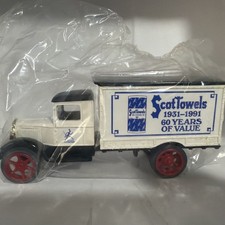 ScotTowels
1931-1991
60 YEARS
OF VALUE